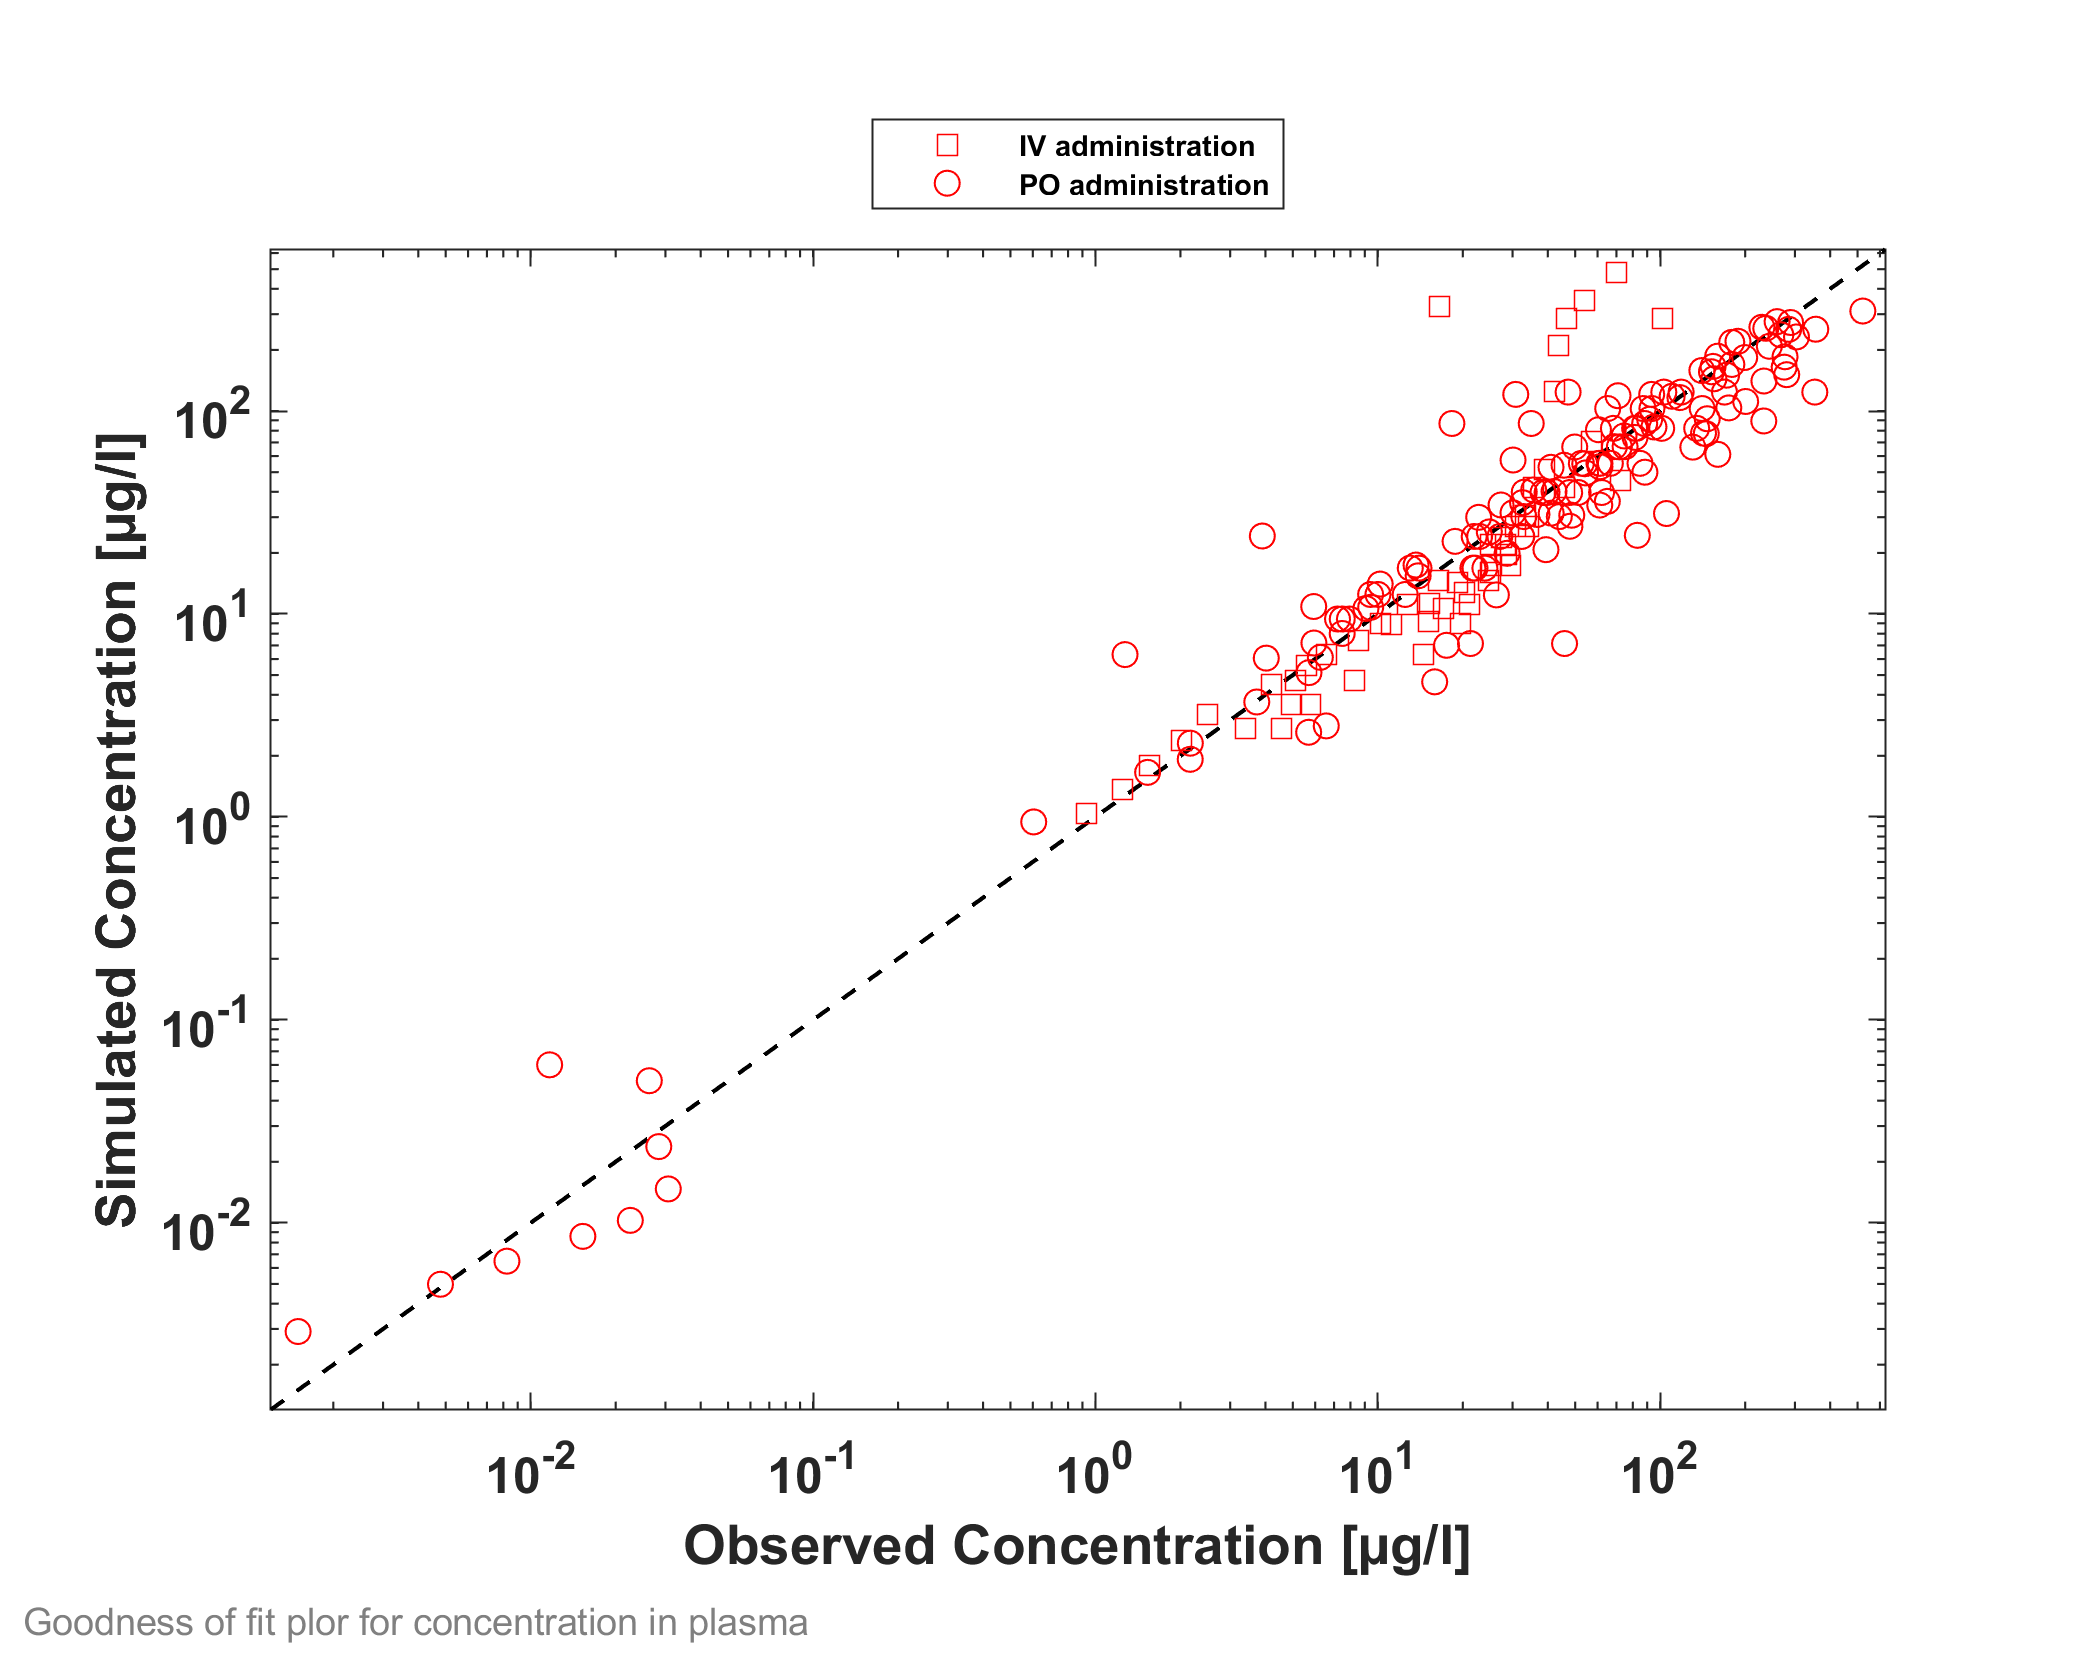 IV administration
PO administration
Simulated Concentration [µg/l]
10^2
10^1
10^0
10^-1
10^-2
10^-2 10^-1 10^0 10^1 10^2
Observed Concentration [µg/l]
Goodness of fit plor for concentration in plasma